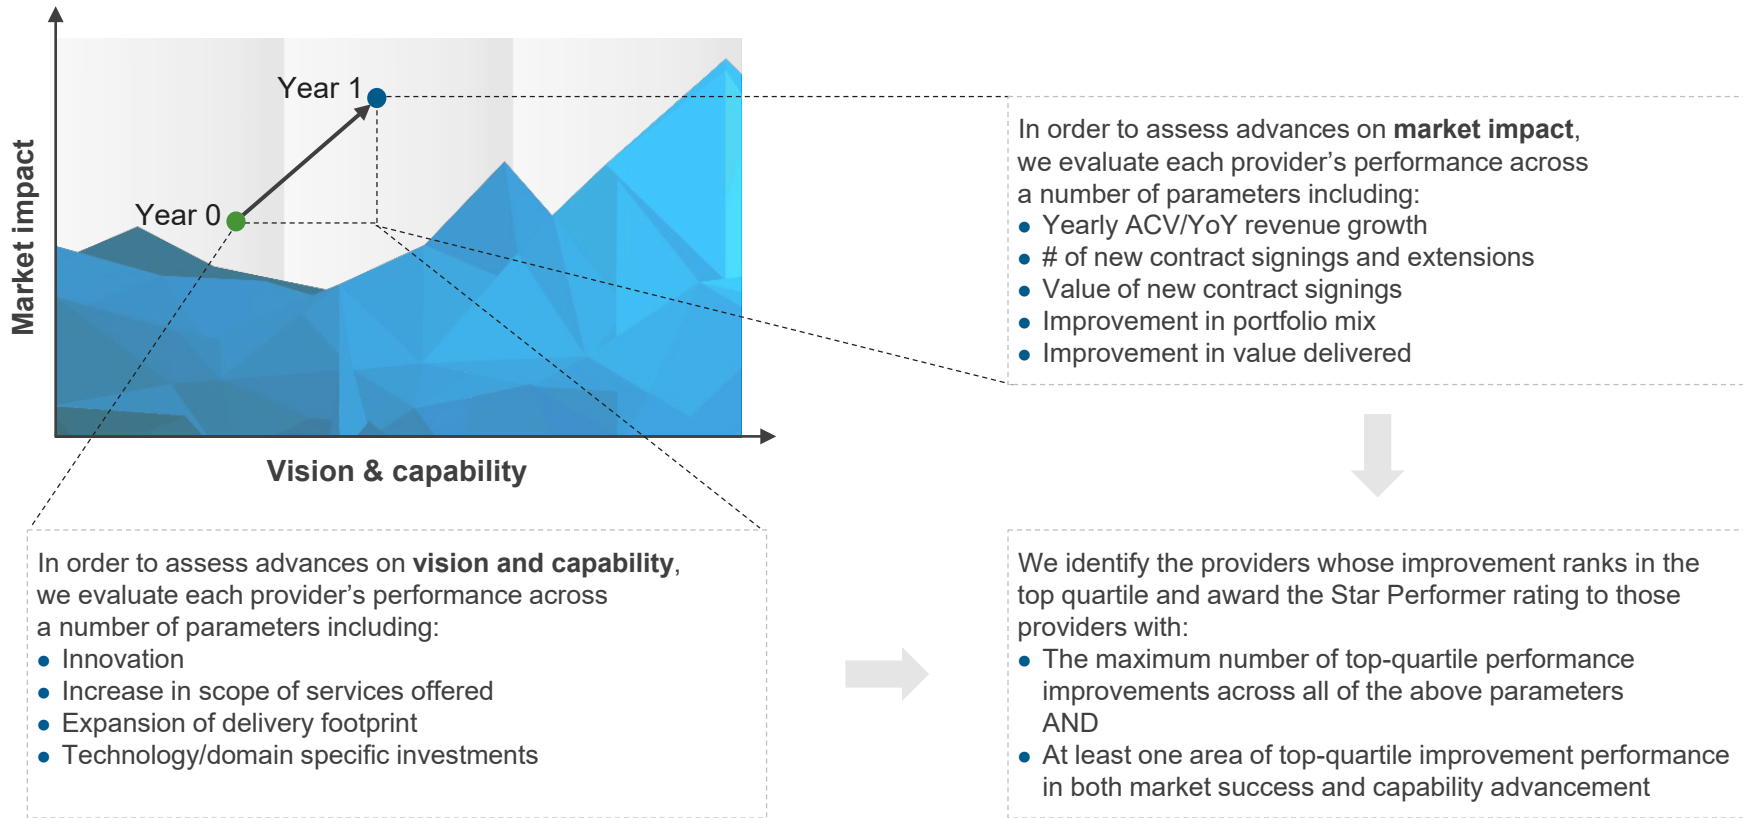 Year 1
Year 0
Market impact
Vision & capability
In order to assess advances on market impact,
we evaluate each provider’s performance across
a number of parameters including:
● Yearly ACV/YoY revenue growth
● # of new contract signings and extensions
● Value of new contract signings
● Improvement in portfolio mix
● Improvement in value delivered
In order to assess advances on vision and capability,
we evaluate each provider’s performance across
a number of parameters including:
● Innovation
● Increase in scope of services offered
● Expansion of delivery footprint
● Technology/domain specific investments
We identify the providers whose improvement ranks in the
top quartile and award the Star Performer rating to those
providers with:
● The maximum number of top-quartile performance
improvements across all of the above parameters
AND
● At least one area of top-quartile improvement performance
in both market success and capability advancement